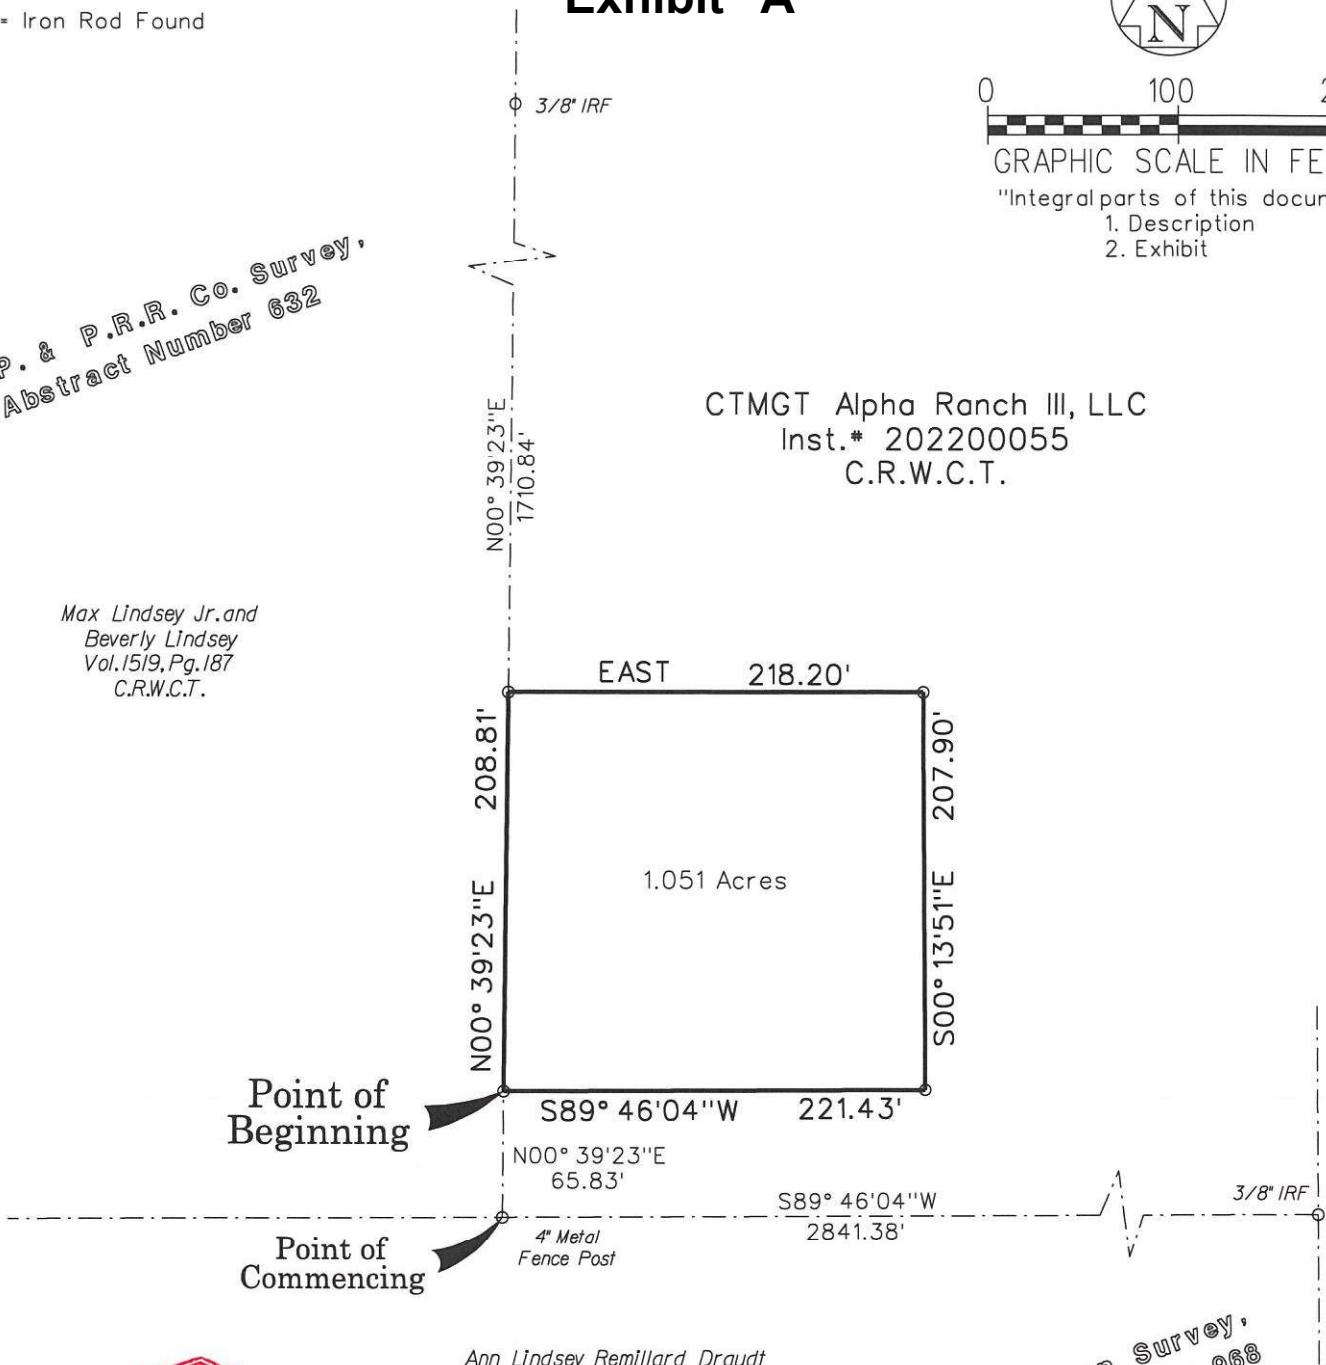 = Iron Rod Found
Exhibit "A"
N
0 100
3/8" IRF
GRAPHIC SCALE IN FE
"Integral parts of this docum
1. Description
2. Exhibit
P. & P.R.R. Co. Survey,
Abstract Number 632
CTMGT Alpha Ranch III, LLC
Inst.# 202200055
C.R.W.C.T.
N00° 39'23"E
1710.84'
Max Lindsey Jr. and
Beverly Lindsey
Vol. 1519, Pg. 187
C.R.W.C.T.
EAST 218.20'
208.81'
N00° 39'23"E
207.90'
S00° 13'51"E
1.051 Acres
Point of
Beginning
S89° 46'04"W 221.43'
N00° 39'23"E
65.83'
S89° 46'04"W
2841.38'
3/8" IRF
4" Metal
Fence Post
Point of
Commencing
Ann Lindsey Remillard Draudt
Survey,
068